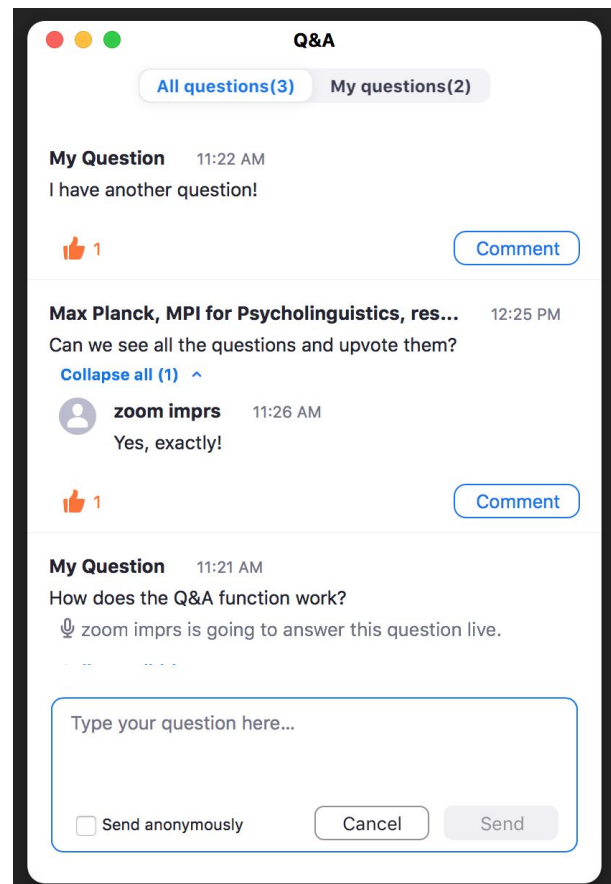 Q&A
All questions(3) My questions(2)
My Question 11:22 AM
I have another question!
1 Comment
Max Planck, MPI for Psycholinguistics, res... 12:25 PM
Can we see all the questions and upvote them?
Collapse all (1)
zoom imprs 11:26 AM
Yes, exactly!
1 Comment
My Question 11:21 AM
How does the Q&A function work?
zoom imprs is going to answer this question live.
Type your question here...
Send anonymously Cancel Send